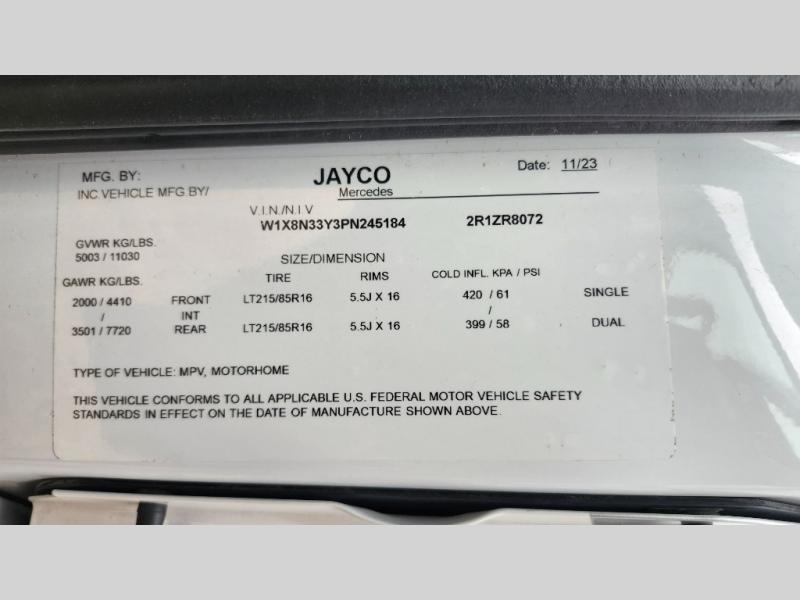 MFG. BY: JAYCO Date: 11/23
INC.VEHICLE MFG.BY/ Mercedes
V.I.N./N.I.V
W1X8N33Y3PN245184 2R1ZR8072
GVWR KG/LBS.
5003 / 11030
SIZE/DIMENSION
GAWR KG/LBS. TIRE RIMS COLD INFL. KPA / PSI
2000 / 4410 FRONT LT215/85R16 5.5J X 16 420 / 61 SINGLE
/ INT /
3501 / 7720 REAR LT215/85R16 5.5J X 16 399 / 58 DUAL
TYPE OF VEHICLE: MPV, MOTORHOME
THIS VEHICLE CONFORMS TO ALL APPLICABLE U.S. FEDERAL MOTOR VEHICLE SAFETY
STANDARDS IN EFFECT ON THE DATE OF MANUFACTURE SHOWN ABOVE.